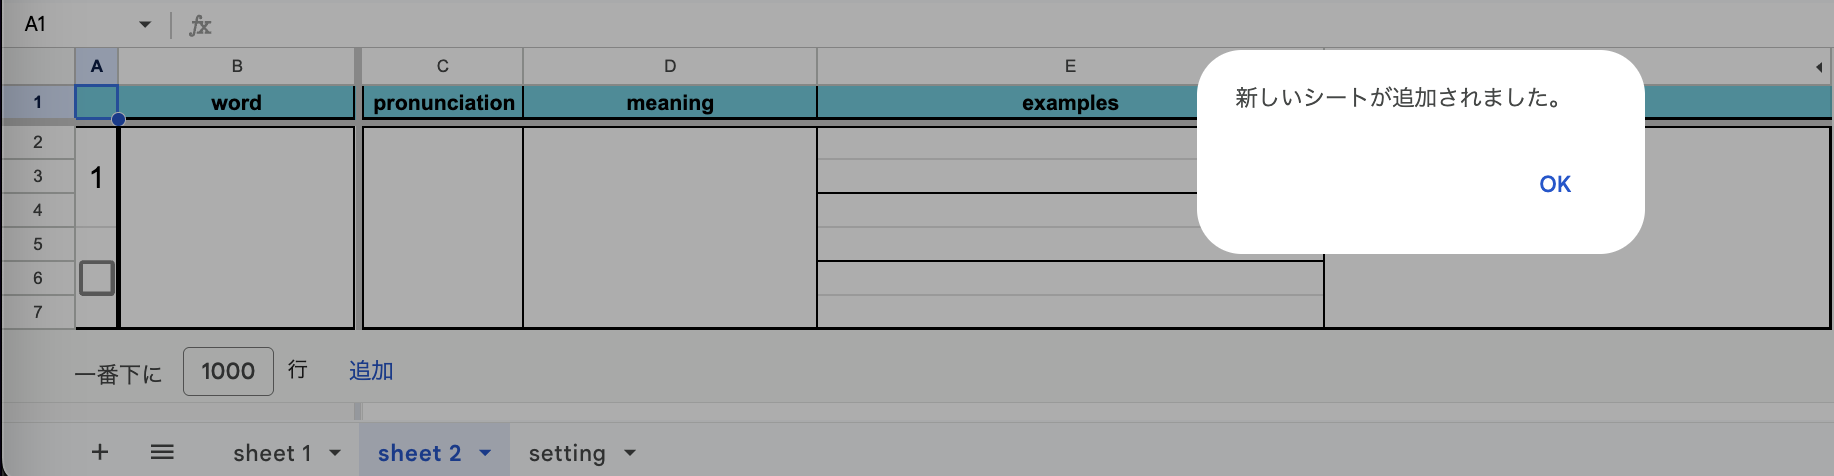 A1 fx
A B C D E
1 word pronunciation meaning examples
新しいシートが追加されました。
OK
2
3
1
4
5
6
7
一番下に 1000 行 追加
+ sheet 1 sheet 2 setting